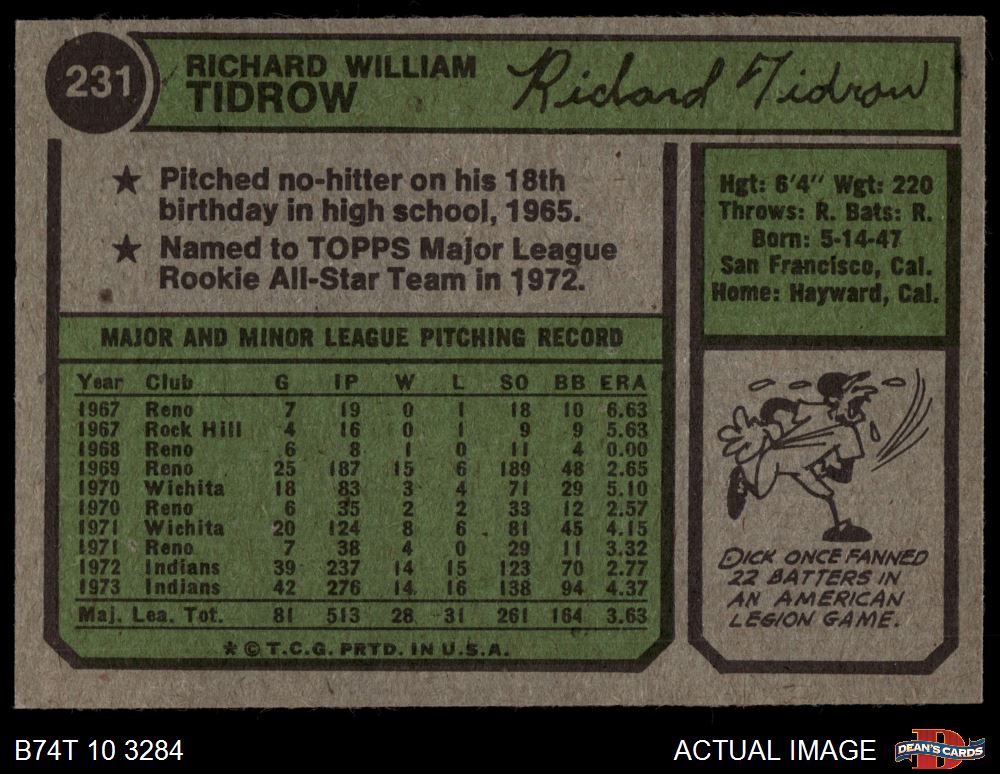 231
RICHARD WILLIAM
TIDROW
Richard Tidrow
★ Pitched no-hitter on his 18th
birthday in high school, 1965.
★ Named to TOPPS Major League
Rookie All-Star Team in 1972.
Hgt: 6'4" Wgt: 220
Throws: R. Bats: R.
Born: 5-14-47
San Francisco, Cal.
Home: Hayward, Cal.
MAJOR AND MINOR LEAGUE PITCHING RECORD
Year Club G IP W L SO BB ERA
1967 Reno 7 19 0 1 18 10 6.63
1967 Rock Hill 4 16 0 1 9 9 5.63
1968 Reno 6 8 1 0 11 4 0.00
1969 Reno 25 187 15 6 189 48 2.65
1970 Wichita 18 83 3 4 71 29 5.10
1970 Reno 6 35 2 2 33 12 2.57
1971 Wichita 20 124 8 6 81 45 4.15
1971 Reno 7 38 4 0 29 11 3.32
1972 Indians 39 237 14 15 123 70 2.77
1973 Indians 42 276 14 16 138 94 4.37
Maj. Lea. Tot. 81 513 28 31 261 164 3.63
★ © T.C.G. PRTD. IN U.S.A.
DICK ONCE FANNED
22 BATTERS IN
AN AMERICAN
LEGION GAME.
B74T 10 3284
ACTUAL IMAGE
D
DEAN'S CARDS